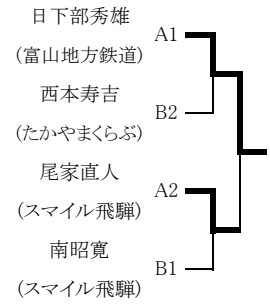 日下部秀雄
A1
(富山地方鉄道)
西本寿吉
B2
(たかやまくらぶ)
尾家直人
A2
(スマイル飛騨)
南昭寛
B1
(スマイル飛騨)